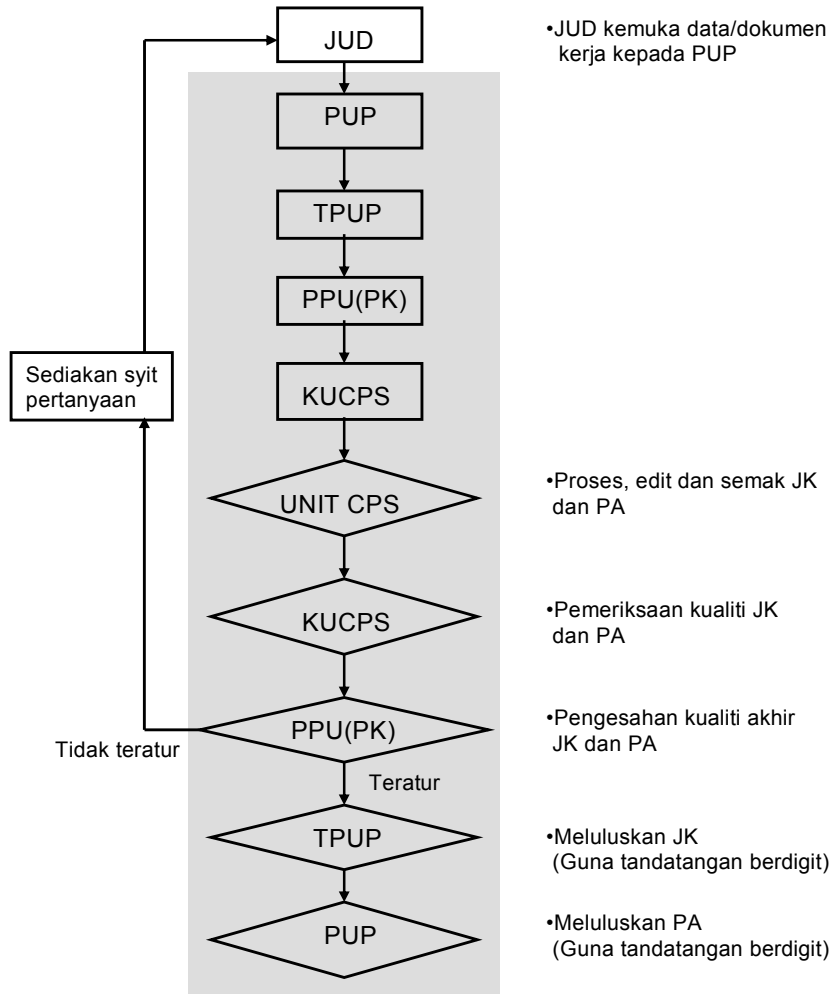 JUD
•JUD kemuka data/dokumen
kerja kepada PUP
PUP
TPUP
PPU(PK)
Sediakan syit
pertanyaan
KUCPS
UNIT CPS
•Proses, edit dan semak JK
dan PA
KUCPS
•Pemeriksaan kualiti JK
dan PA
PPU(PK)
•Pengesahan kualiti akhir
JK dan PA
Tidak teratur
Teratur
TPUP
•Meluluskan JK
(Guna tandatangan berdigit)
PUP
•Meluluskan PA
(Guna tandatangan berdigit)